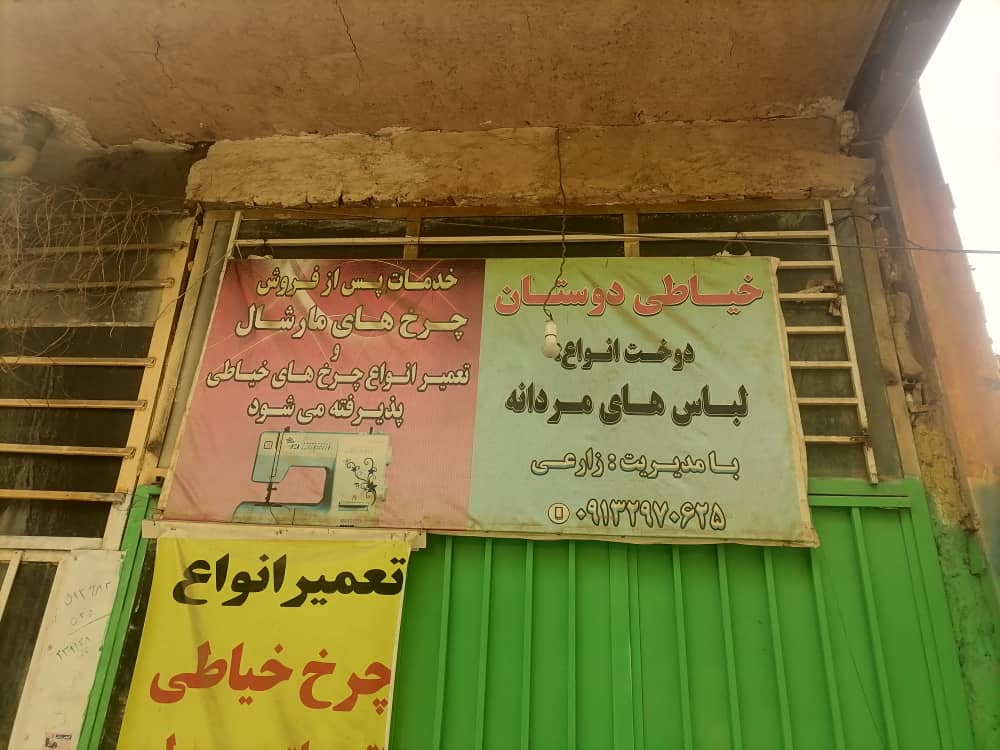 خیاطی دوستان
دوخت انواع:
لباس های مردانه
با مدیریت : زارعی
۰۹۱۳۲۹۷۰۶۲۵
خدمات پس از فروش
چرخ های مارشال
و
تعمیر انواع چرخ های خیاطی
پذیرفته می شود
تعمیر انواع
چرخ خیاطی